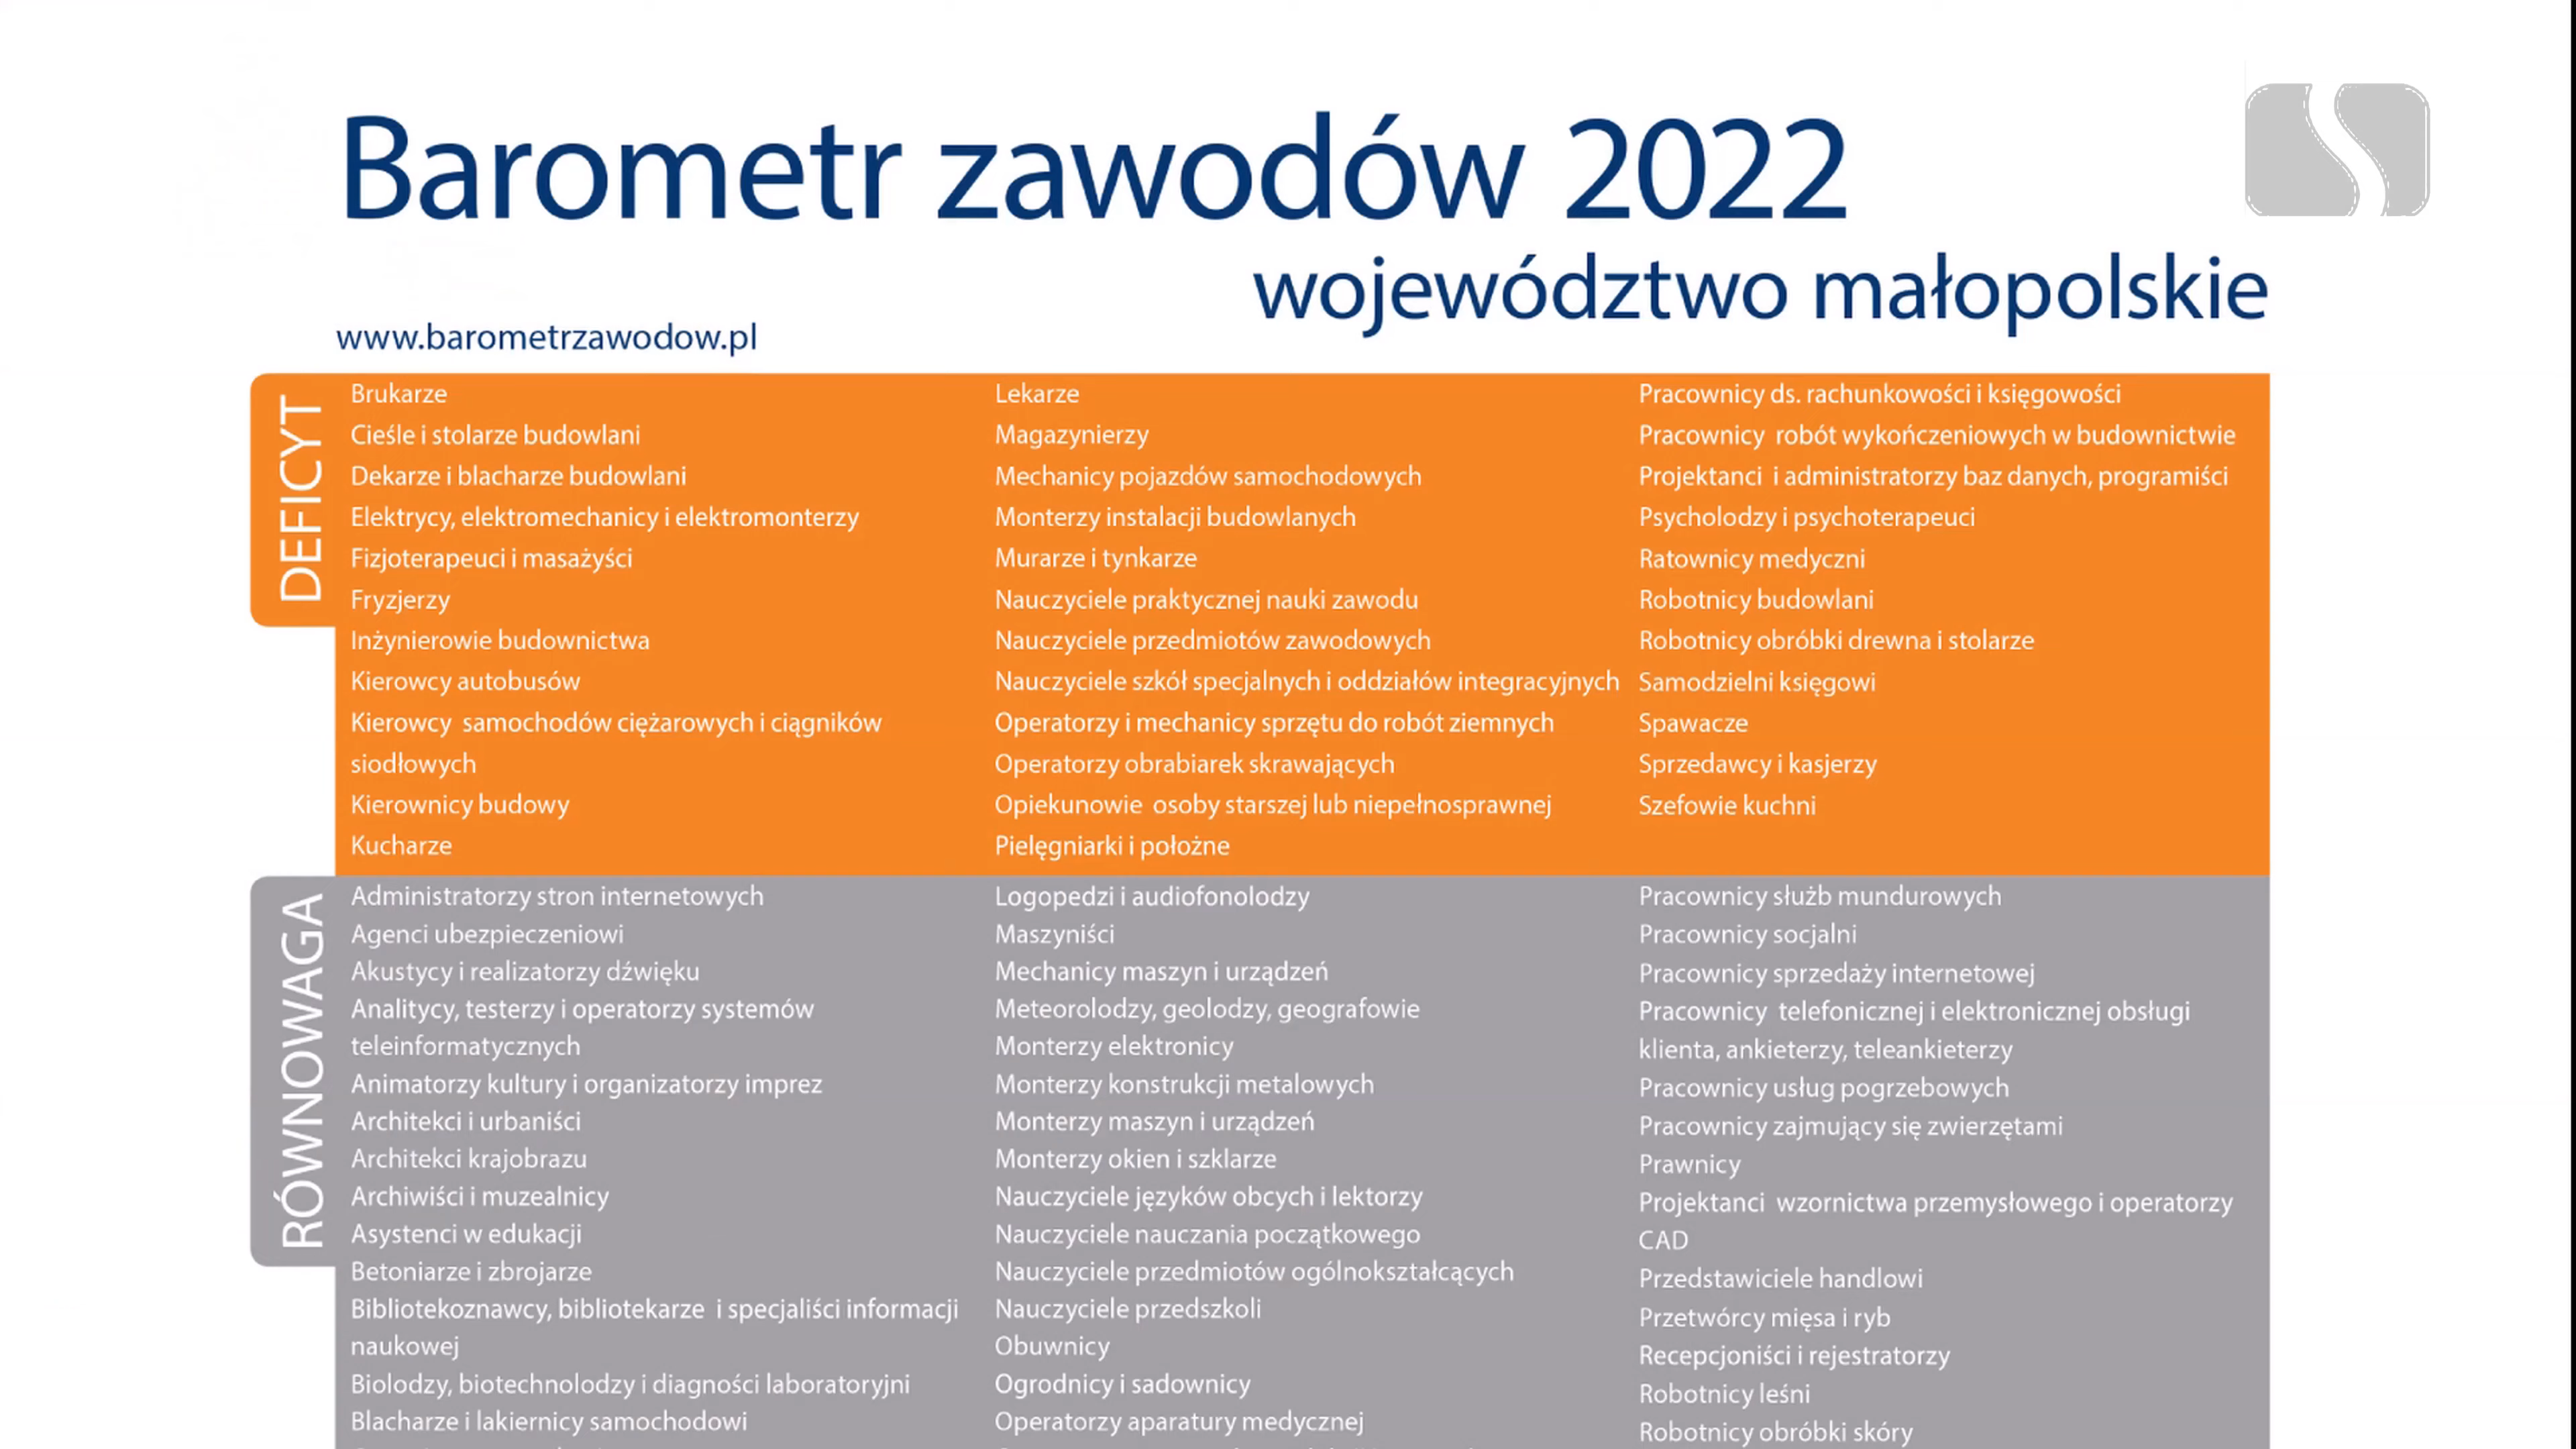 Barometr zawodów 2022
województwo małopolskie
www.barometrzawodow.pl
DEFICYT
Brukarze
Cieśle i stolarze budowlani
Dekarze i blacharze budowlani
Elektrycy, elektromechanicy i elektromonterzy
Fizjoterapeuci i masażyści
Fryzjerzy
Inżynierowie budownictwa
Kierowcy autobusów
Kierowcy samochodów ciężarowych i ciągników
siodłowych
Kierownicy budowy
Kucharze
Lekarze
Magazynierzy
Mechanicy pojazdów samochodowych
Monterzy instalacji budowlanych
Murarze i tynkarze
Nauczyciele praktycznej nauki zawodu
Nauczyciele przedmiotów zawodowych
Nauczyciele szkół specjalnych i oddziałów integracyjnych
Operatorzy i mechanicy sprzętu do robót ziemnych
Operatorzy obrabiarek skrawających
Opiekunowie osoby starszej lub niepełnosprawnej
Pielęgniarki i położne
Pracownicy ds. rachunkowości i księgowości
Pracownicy robót wykończeniowych w budownictwie
Projektanci i administratorzy baz danych, programiści
Psycholodzy i psychoterapeuci
Ratownicy medyczni
Robotnicy budowlani
Robotnicy obróbki drewna i stolarze
Samodzielni księgowi
Spawacze
Sprzedawcy i kasjerzy
Szefowie kuchni
RÓWNOWAGA
Administratorzy stron internetowych
Agenci ubezpieczeniowi
Akustycy i realizatorzy dźwięku
Analitycy, testerzy i operatorzy systemów
teleinformatycznych
Animatorzy kultury i organizatorzy imprez
Architekci i urbaniści
Architekci krajobrazu
Archiwiści i muzealnicy
Asystenci w edukacji
Betoniarze i zbrojarze
Bibliotekoznawcy, bibliotekarze i specjaliści informacji
naukowej
Biolodzy, biotechnolodzy i diagności laboratoryjni
Blacharze i lakiernicy samochodowi
Logopedzi i audiofonolodzy
Maszyniści
Mechanicy maszyn i urządzeń
Meteorolodzy, geolodzy, geografowie
Monterzy elektronicy
Monterzy konstrukcji metalowych
Monterzy maszyn i urządzeń
Monterzy okien i szklarze
Nauczyciele języków obcych i lektorzy
Nauczyciele nauczania początkowego
Nauczyciele przedmiotów ogólnokształcących
Nauczyciele przedszkoli
Obuwnicy
Ogrodnicy i sadownicy
Operatorzy aparatury medycznej
Pracownicy służb mundurowych
Pracownicy socjalni
Pracownicy sprzedaży internetowej
Pracownicy telefonicznej i elektronicznej obsługi
klienta, ankieterzy, teleankieterzy
Pracownicy usług pogrzebowych
Pracownicy zajmujący się zwierzętami
Prawnicy
Projektanci wzornictwa przemysłowego i operatorzy
CAD
Przedstawiciele handlowi
Przetwórcy mięsa i ryb
Recepcjoniści i rejestratorzy
Robotnicy leśni
Robotnicy obróbki skóry